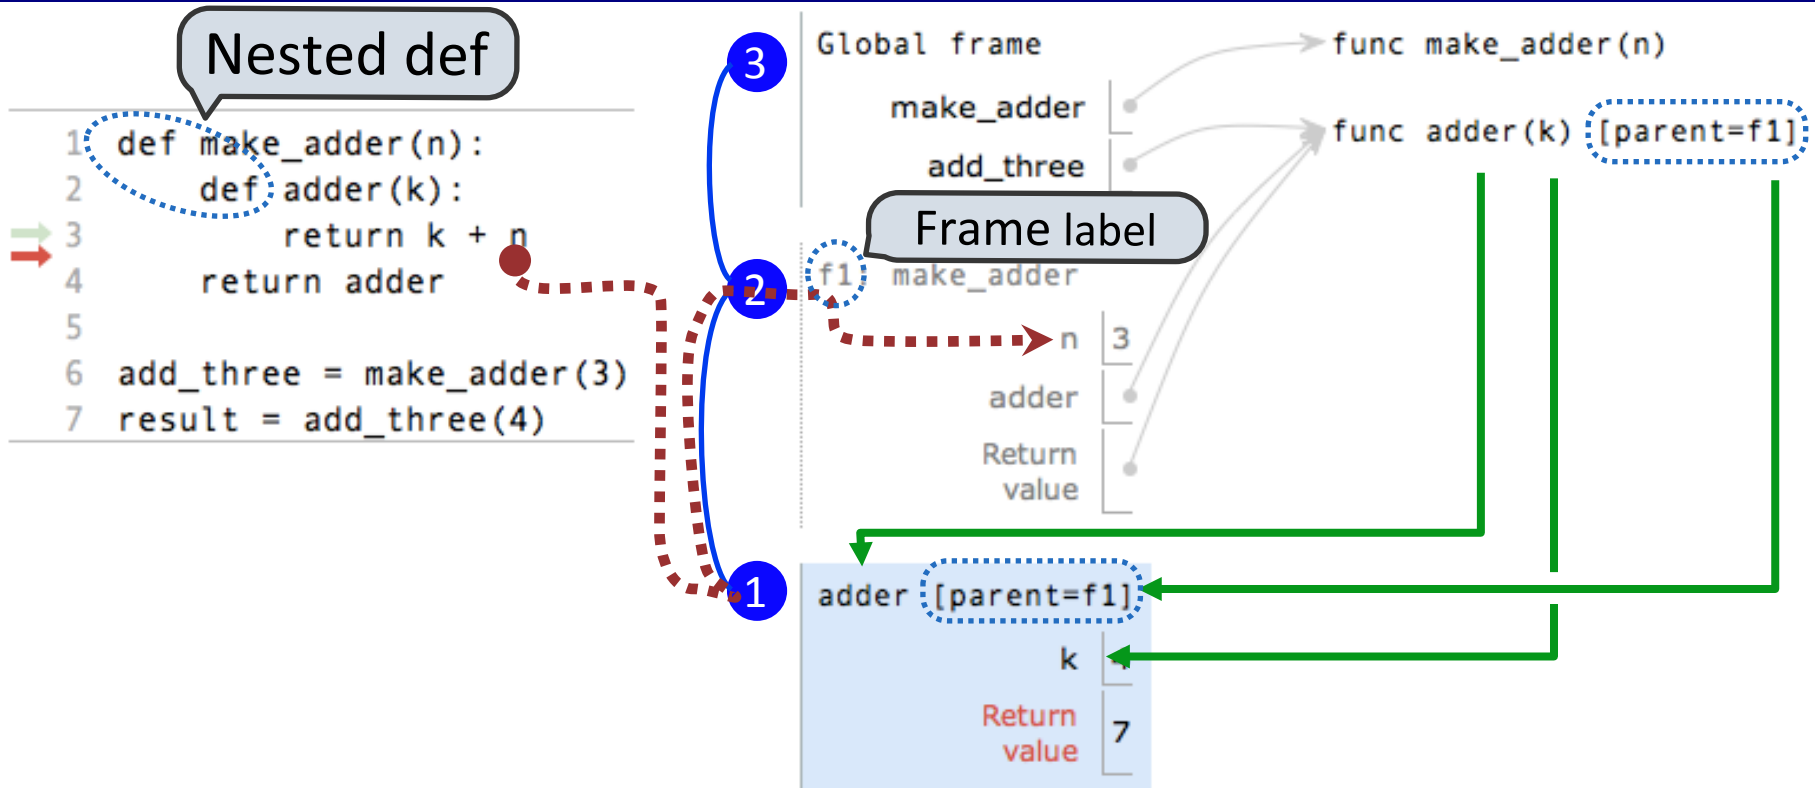 Nested def
1 def make_adder(n):
2 def adder(k):
3 return k + n
4 return adder
5
6 add_three = make_adder(3)
7 result = add_three(4)
3
2
1
Global frame
make_adder
add_three
func make_adder(n)
func adder(k) [parent=f1]
Frame label
f1 make_adder
n 3
adder
Return
value
adder [parent=f1]
k
Return
value 7